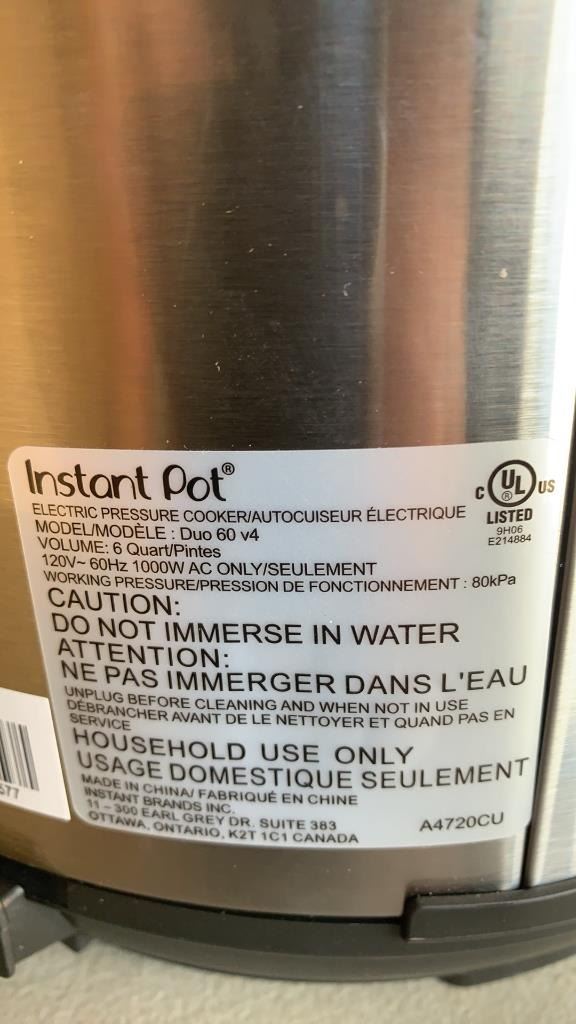 Instant Pot®
ELECTRIC PRESSURE COOKER/AUTOCUISEUR ÉLECTRIQUE
MODEL/MODÈLE : Duo 60 v4
VOLUME: 6 Quart/Pintes
120V~ 60Hz 1000W AC ONLY/SEULEMENT
WORKING PRESSURE/PRESSION DE FONCTIONNEMENT : 80kPa
C UL ® US
LISTED
9H06
E214884
CAUTION:
DO NOT IMMERSE IN WATER
ATTENTION:
NE PAS IMMERGER DANS L'EAU
UNPLUG BEFORE CLEANING AND WHEN NOT IN USE
DÉBRANCHER AVANT DE LE NETTOYER ET QUAND PAS EN
SERVICE
HOUSEHOLD USE ONLY
USAGE DOMESTIQUE SEULEMENT
MADE IN CHINA/ FABRIQUÉ EN CHINE
INSTANT BRANDS INC.
11 – 300 EARL GREY DR. SUITE 383
OTTAWA, ONTARIO, K2T 1C1 CANADA
A4720CU